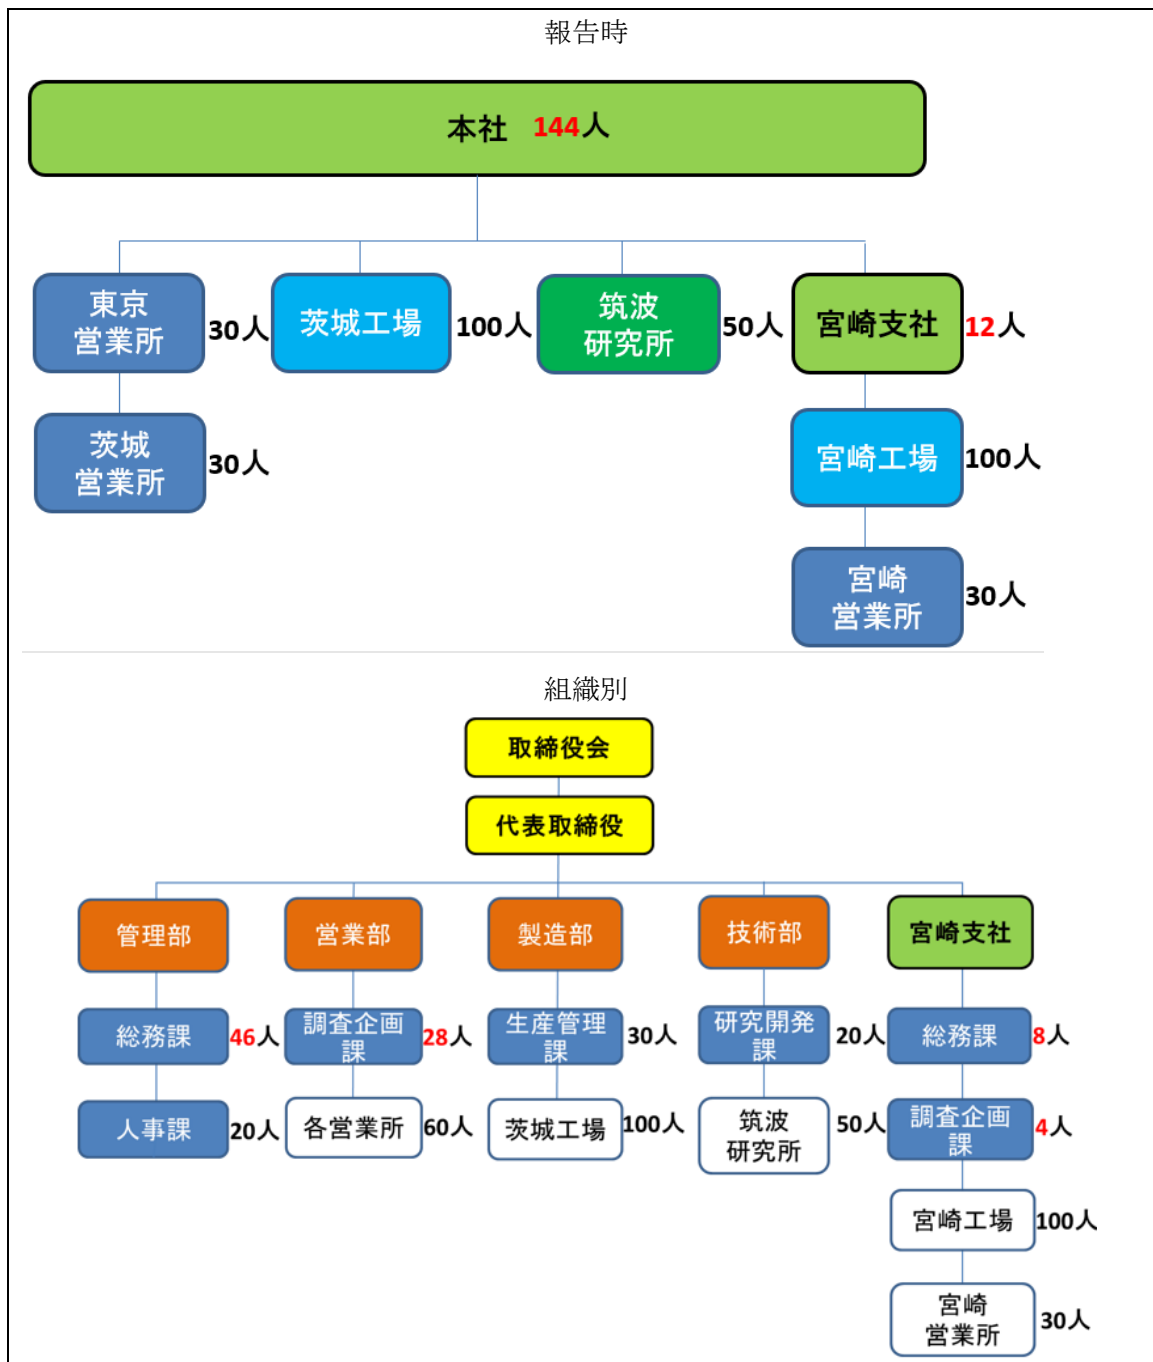 報告時
本社 144人
東京
営業所
30人
茨城工場
100人
筑波
研究所
50人
宮崎支社
12人
茨城
営業所
30人
宮崎工場
100人
宮崎
営業所
30人
組織別
取締役会
代表取締役
管理部
営業部
製造部
技術部
宮崎支社
総務課
46人
調査企画
課
28人
生産管理
課
30人
研究開発
課
20人
総務課
8人
人事課
20人
各営業所
60人
茨城工場
100人
筑波
研究所
50人
調査企画
課
4人
宮崎工場
100人
宮崎
営業所
30人